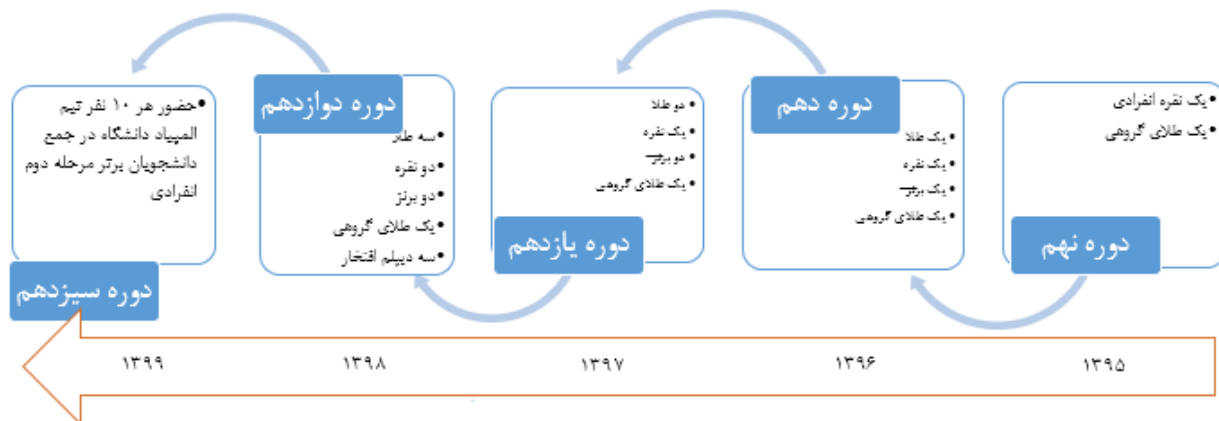 •یک نقره انفرادی
•یک طلای گروهی
دوره نهم
دوره دهم
•یک طلا
•یک نقره
•یک برنز
•یک طلای گروهی
•دو طلا
•یک نقره
•دو برنز
•یک طلای گروهی
دوره یازدهم
دوره دوازدهم
سه طلا
•دو نقره
•دو برنز
•یک طلای گروهی
•سه دیپلم افتخار
•حضور هر ۱۰ نفر تیم
المپیاد دانشگاه در جمع
دانشجویان برتر مرحله دوم
انفرادی
دوره سیزدهم
۱۳۹۵
۱۳۹۶
۱۳۹۷
۱۳۹۸
۱۳۹۹